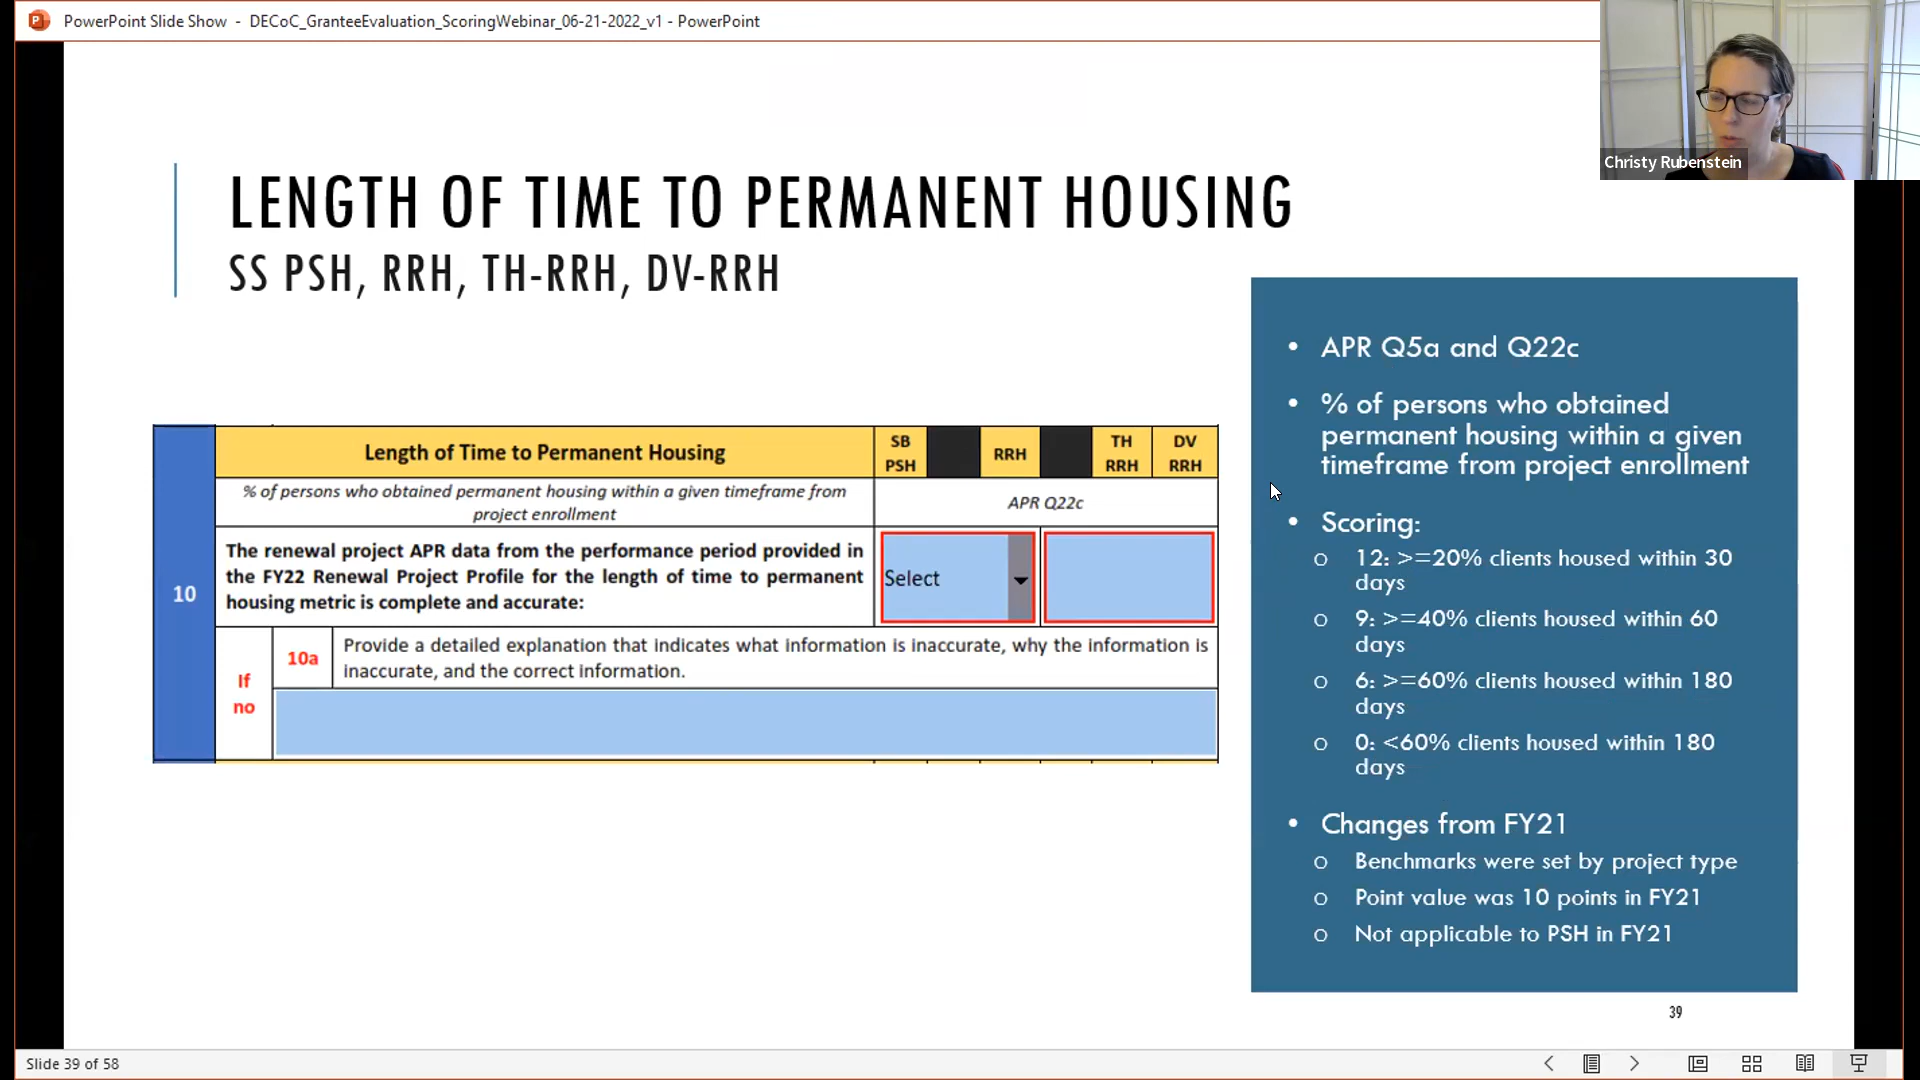 PowerPoint Slide Show - DECoC_GranteeEvaluation_ScoringWebinar_06-21-2022_v1 - PowerPoint
Christy Rubenstein
LENGTH OF TIME TO PERMANENT HOUSING
SS PSH, RRH, TH-RRH, DV-RRH
10
Length of Time to Permanent Housing
SB
PSH
RRH
TH
RRH
DV
RRH
% of persons who obtained permanent housing within a given timeframe from
project enrollment
APR Q22c
The renewal project APR data from the performance period provided in
the FY22 Renewal Project Profile for the length of time to permanent
housing metric is complete and accurate:
Select
If
no
10a
Provide a detailed explanation that indicates what information is inaccurate, why the information is
inaccurate, and the correct information.
• APR Q5a and Q22c
• % of persons who obtained
permanent housing within a given
timeframe from project enrollment
• Scoring:
o 12: >=20% clients housed within 30
days
o 9: >=40% clients housed within 60
days
o 6: >=60% clients housed within 180
days
o 0: <60% clients housed within 180
days
• Changes from FY21
o Benchmarks were set by project type
o Point value was 10 points in FY21
o Not applicable to PSH in FY21
39
Slide 39 of 58